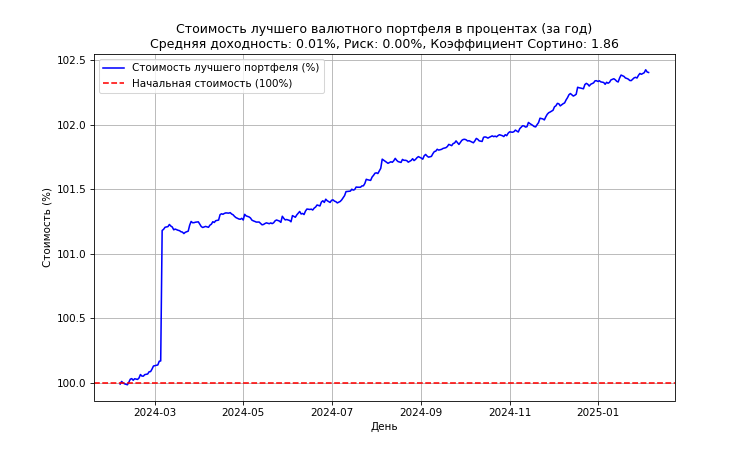 Стоимость лучшего валютного портфеля в процентах (за год)
Средняя доходность: 0.01%, Риск: 0.00%, Коэффициент Сортино: 1.86
Стоимость лучшего портфеля (%)
Начальная стоимость (100%)
Стоимость (%)
102.5
102.0
101.5
101.0
100.5
100.0
2024-03
2024-05
2024-07
2024-09
2024-11
2025-01
День